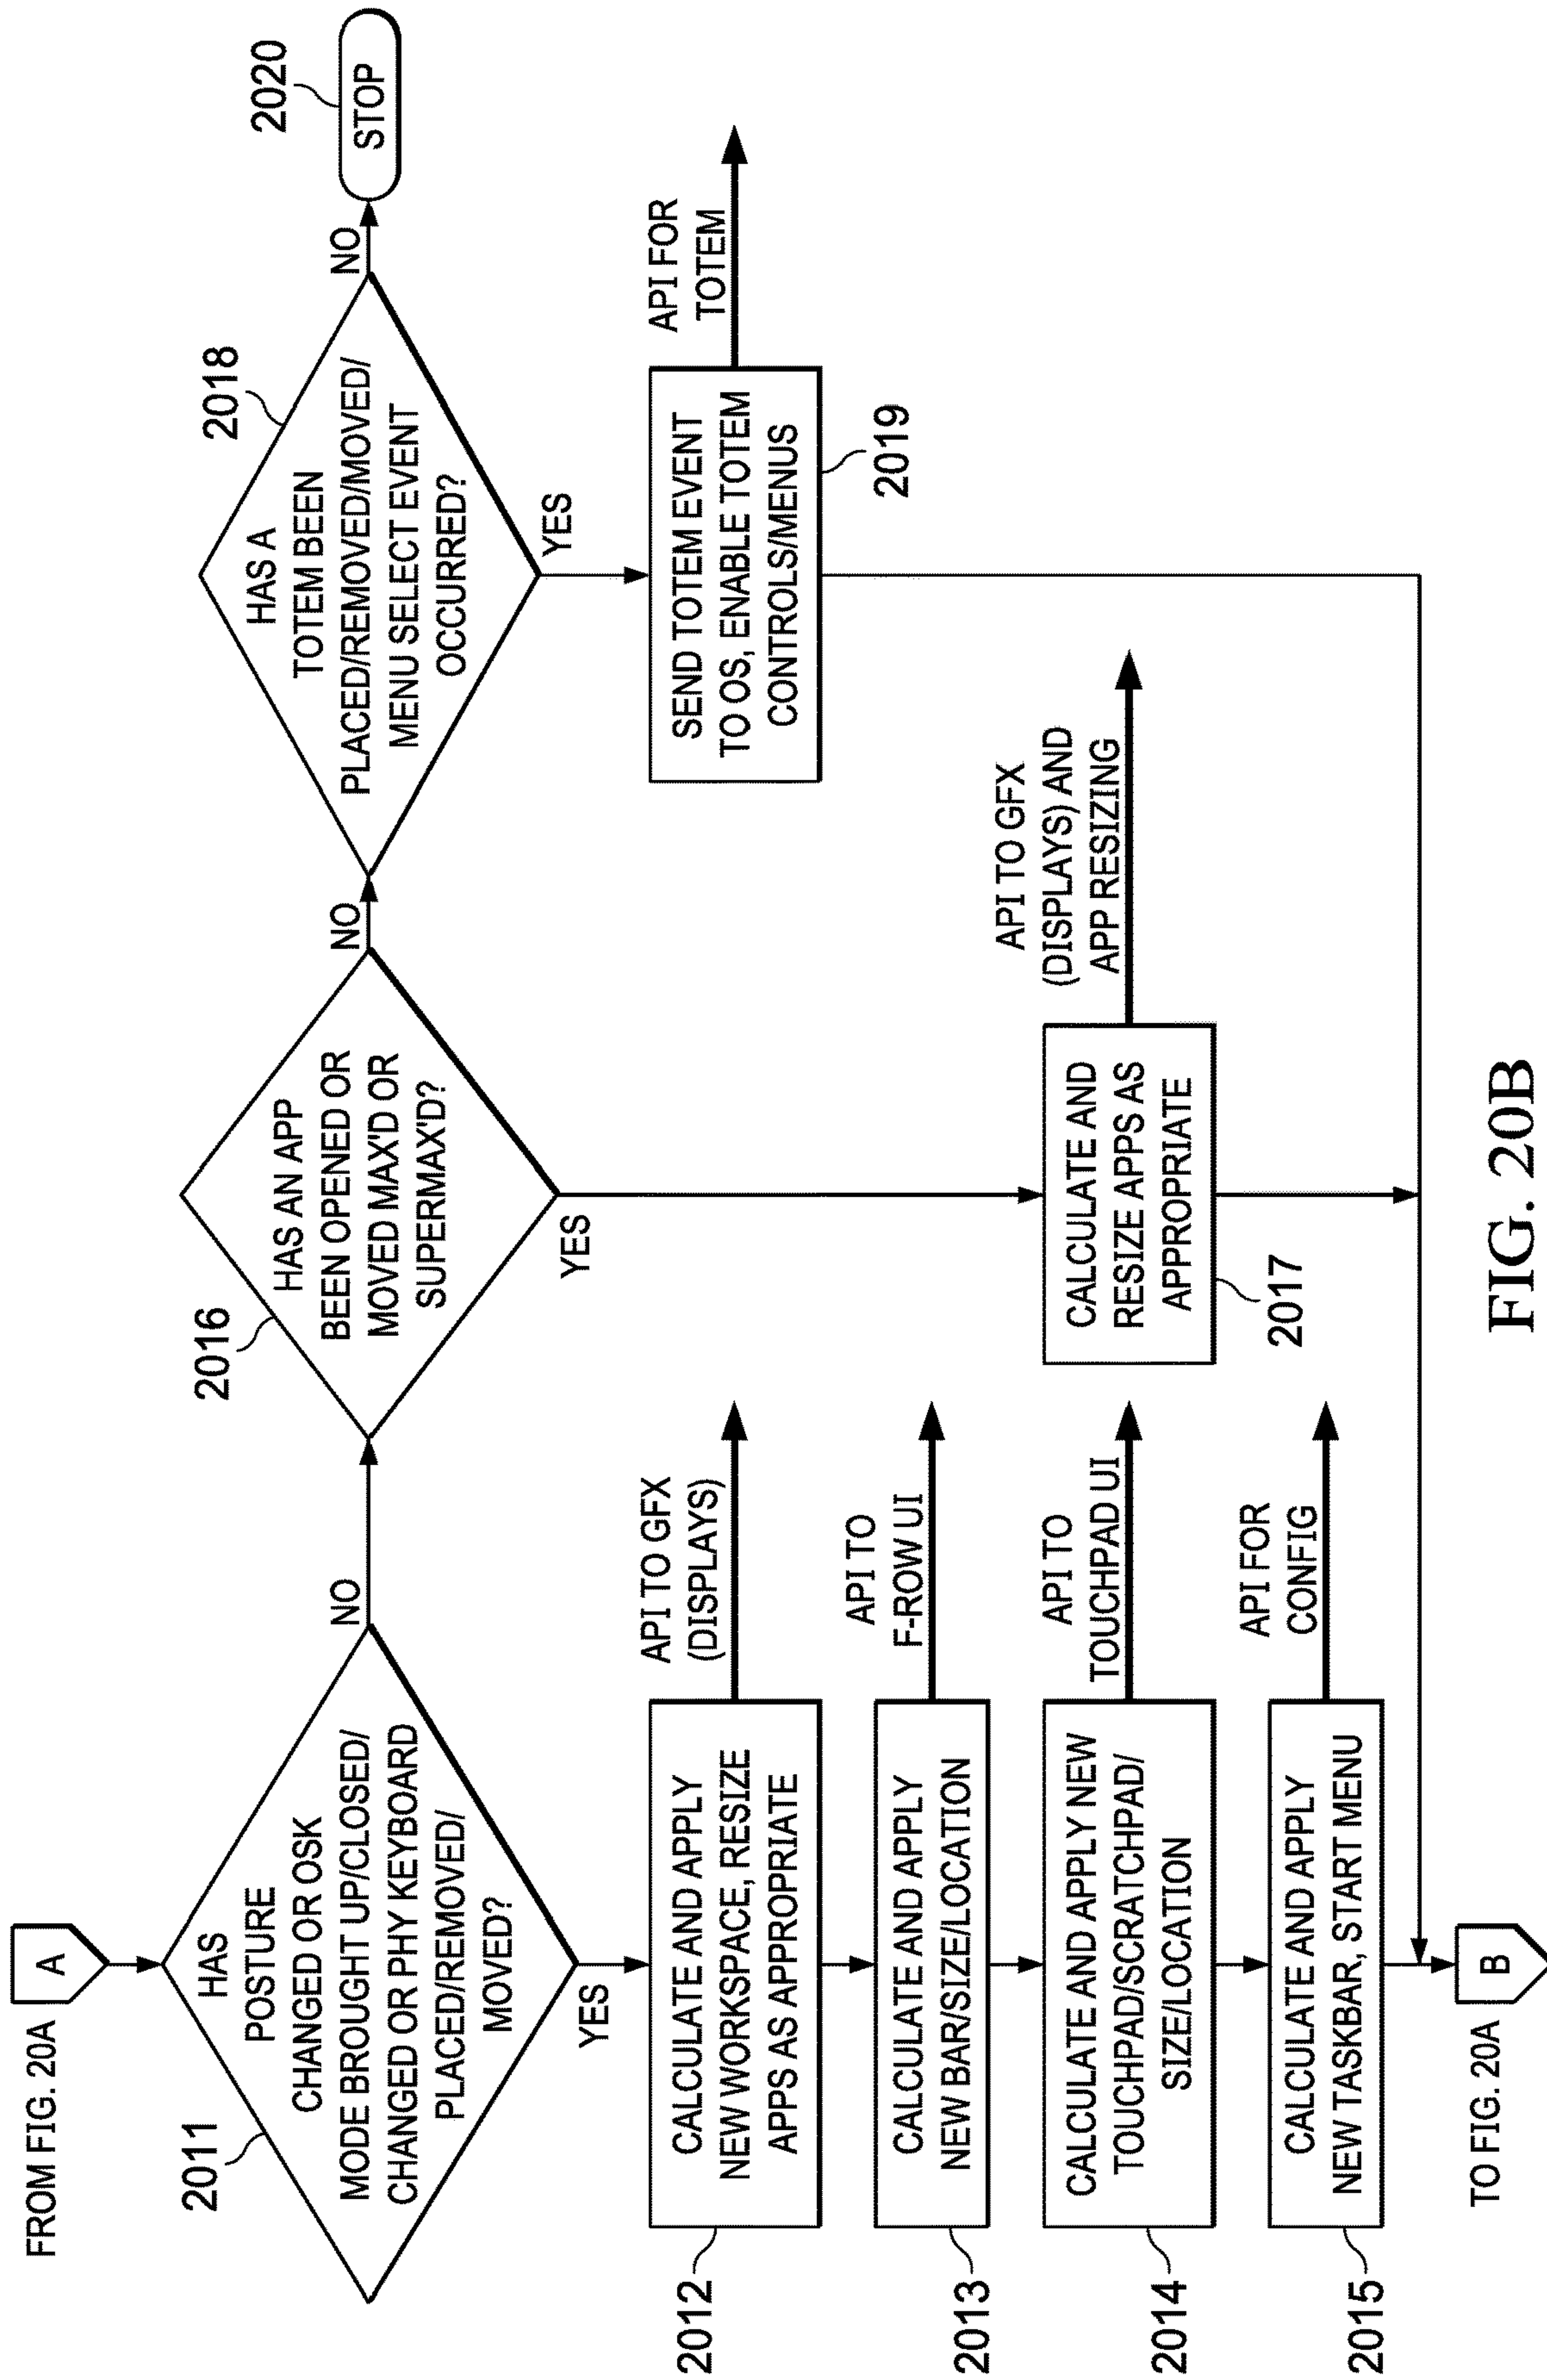 FROM FIG. 20A
A
2011
HAS
POSTURE
CHANGED OR OSK
MODE BROUGHT UP/CLOSED/
CHANGED OR PHY KEYBOARD
PLACED/REMOVED/
MOVED?
NO
YES
2016
HAS AN APP
BEEN OPENED OR
MOVED MAX'D OR
SUPERMAX'D?
NO
YES
2018
HAS A
TOTEM BEEN
PLACED/REMOVED/MOVED/
MENU SELECT EVENT
OCCURRED?
NO
YES
2020
STOP
2012
CALCULATE AND APPLY
NEW WORKSPACE, RESIZE
APPS AS APPROPRIATE
API TO GFX
(DISPLAYS)
SEND TOTEM EVENT
TO OS, ENABLE TOTEM
CONTROLS/MENUS
2019
API FOR
TOTEM
2013
CALCULATE AND APPLY
NEW BAR/SIZE/LOCATION
API TO
F-ROW UI
2014
CALCULATE AND APPLY NEW
TOUCHPAD/SCRATCHPAD/
SIZE/LOCATION
API TO
TOUCHPAD UI
CALCULATE AND
RESIZE APPS AS
APPROPRIATE
2017
API TO GFX
(DISPLAYS) AND
APP RESIZING
2015
CALCULATE AND APPLY
NEW TASKBAR, START MENU
API FOR
CONFIG
TO FIG. 20A
B
FIG. 20B